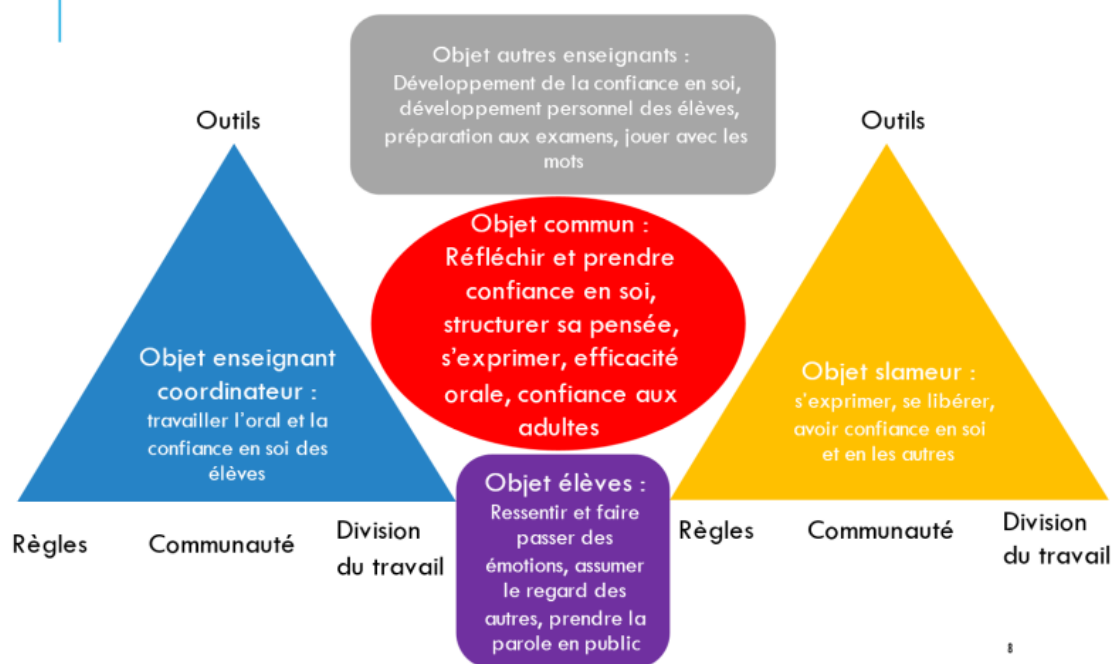 Objet autres enseignants :
Développement de la confiance en soi,
développement personnel des élèves,
préparation aux examens, jouer avec les
mots
Outils
Outils
Objet commun :
Réfléchir et prendre
confiance en soi,
structurer sa pensée,
s'exprimer, efficacité
orale, confiance aux
adultes
Objet enseignant
coordinateur :
travailler l'oral et la
confiance en soi des
élèves
Objet slameur :
s'exprimer, se libérer,
avoir confiance en soi
et en les autres
Objet élèves :
Ressentir et faire
passer des
émotions, assumer
le regard des
autres, prendre la
parole en public
Règles
Communauté
Division
du travail
Règles
Communauté
Division
du travail
8